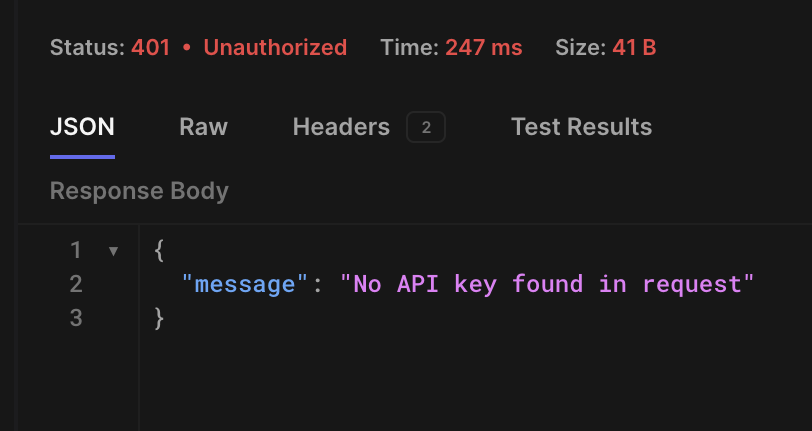 Status: 401 • Unauthorized Time: 247 ms Size: 41 B
JSON Raw Headers 2 Test Results
Response Body
1 ▼ {
2 "message": "No API key found in request"
3 }